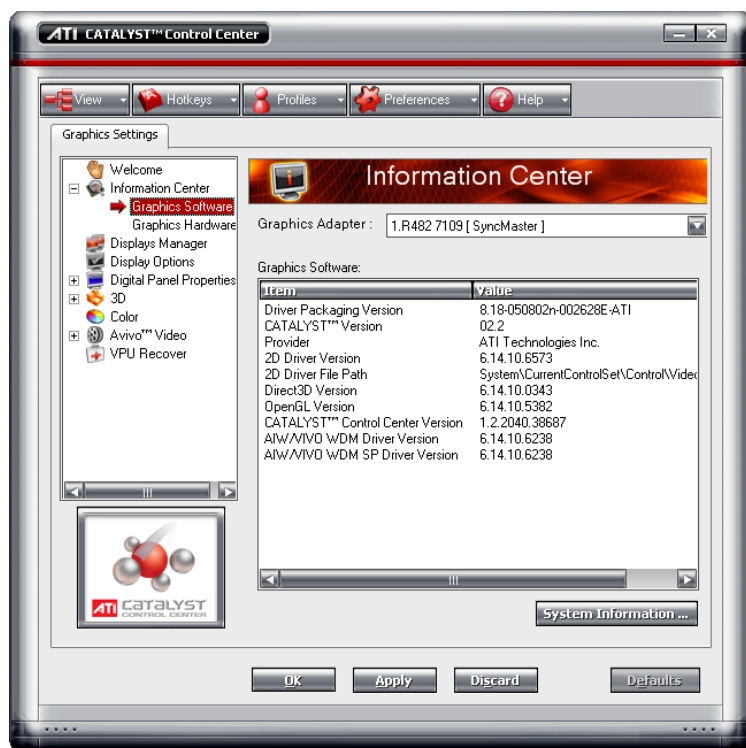 ATI CATALYST™ Control Center
View Hotkeys Profiles Preferences Help
Graphics Settings
Welcome
Information Center
Graphics Software
Graphics Hardware
Displays Manager
Display Options
Digital Panel Properties
3D
Color
Avivo™ Video
VPU Recover
ATI CATALYST
CONTROL CENTER
Information Center
Graphics Adapter : 1.R482 7109 [ SyncMaster ]
Graphics Software:
Item Value
Driver Packaging Version 8.18-050802n-002628E-ATI
CATALYST™ Version 02.2
Provider ATI Technologies Inc.
2D Driver Version 6.14.10.6573
2D Driver File Path System\CurrentControlSet\Control\Videc
Direct3D Version 6.14.10.0343
OpenGL Version 6.14.10.5382
CATALYST™ Control Center Version 1.2.2040.38687
AIW/VIVO WDM Driver Version 6.14.10.6238
AIW/VIVO WDM SP Driver Version 6.14.10.6238
System Information ...
OK Apply Discard Defaults